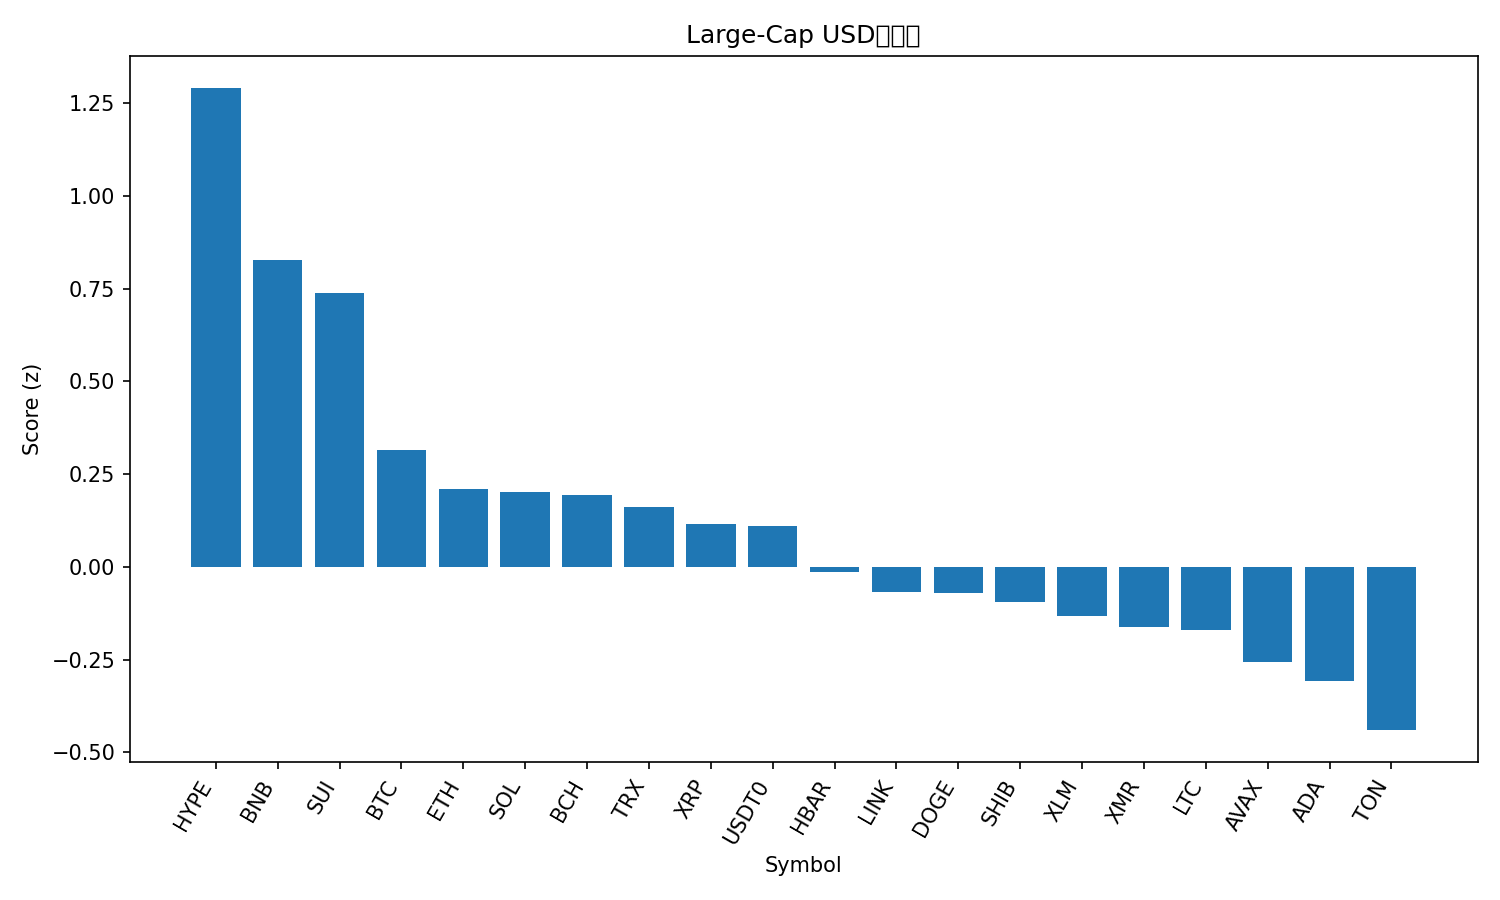 Large-Cap USD
1.25
1.00
0.75
0.50
0.25
0.00
−0.25
−0.50
Score (z)
HYPE
BNB
SUI
BTC
ETH
SOL
BCH
TRX
XRP
USDT0
HBAR
LINK
DOGE
SHIB
XLM
XMR
LTC
AVAX
ADA
TON
Symbol